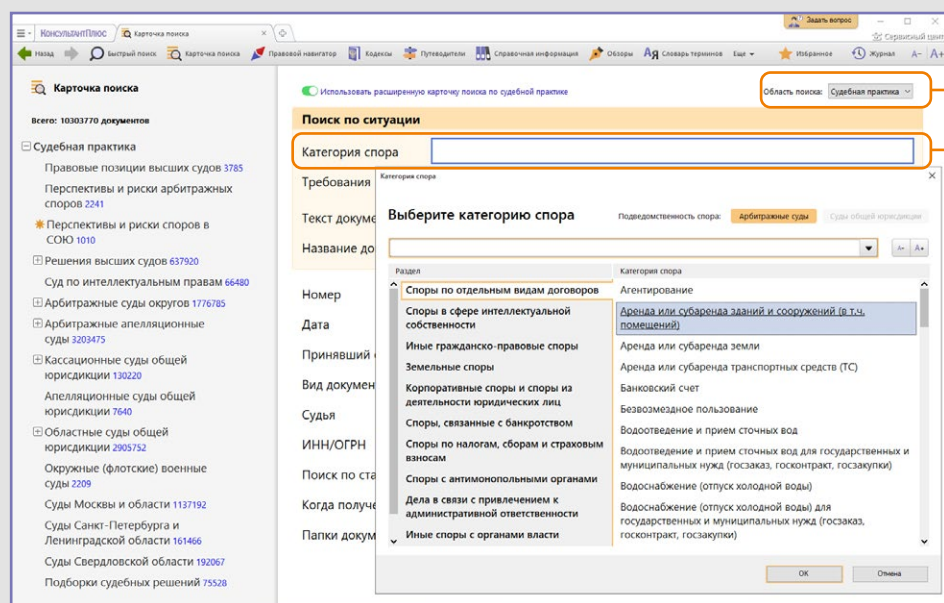 Задать вопрос
КонсультантПлюс
Карточка поиска
Сервисный цент
Назад
Быстрый поиск
Карточка поиска
Правовой навигатор
Кодексы
Путеводители
Справочная информация
Обзоры
Словарь терминов
Еще
Избранное
Журнал
А-
А+
Карточка поиска
Всего: 10303770 документов
Судебная практика
Правовые позиции высших судов 3785
Перспективы и риски арбитражных
споров 2241
Перспективы и риски споров в
СОЮ 1010
Решения высших судов 637920
Суд по интеллектуальным правам 66480
Арбитражные суды округов 1776785
Арбитражные апелляционные
суды 3203475
Кассационные суды общей
юрисдикции 130220
Апелляционные суды общей
юрисдикции 7640
Областные суды общей
юрисдикции 2905752
Окружные (флотские) военные
суды 2209
Суды Москвы и области 1137192
Суды Санкт-Петербурга и
Ленинградской области 161466
Суды Свердловской области 192067
Подборки судебных решений 75528
Использовать расширенную карточку поиска по судебной практике
Область поиска: Судебная практика
Поиск по ситуации
Категория спора
Требования
Текст докуме
Название до
Номер
Дата
Принявший
Вид докумен
Судья
ИНН/ОГРН
Поиск по ста
Когда получе
Папки докум
Категория спора
Выберите категорию спора
Подведомственность спора:
Арбитражные суды
Суды общей юрисдикции
А-
А+
Раздел
Споры по отдельным видам договоров
Споры в сфере интеллектуальной
собственности
Иные гражданско-правовые споры
Земельные споры
Корпоративные споры и споры из
деятельности юридических лиц
Споры, связанные с банкротством
Споры по налогам, сборам и страховым
взносам
Споры с антимонопольными органами
Дела в связи с привлечением к
административной ответственности
Иные споры с органами власти
Категория спора
Агентирование
Аренда или субаренда зданий и сооружений (в т.ч.
помещений)
Аренда или субаренда земли
Аренда или субаренда транспортных средств (ТС)
Банковский счет
Безвозмездное пользование
Водоотведение и прием сточных вод
Водоотведение и прием сточных вод для государственных и
муниципальных нужд (госзаказ, госконтракт, госзакупки)
Водоснабжение (отпуск холодной воды)
Водоснабжение (отпуск холодной воды) для
государственных и муниципальных нужд (госзаказ,
госконтракт, госзакупки)
ОК
Отмена